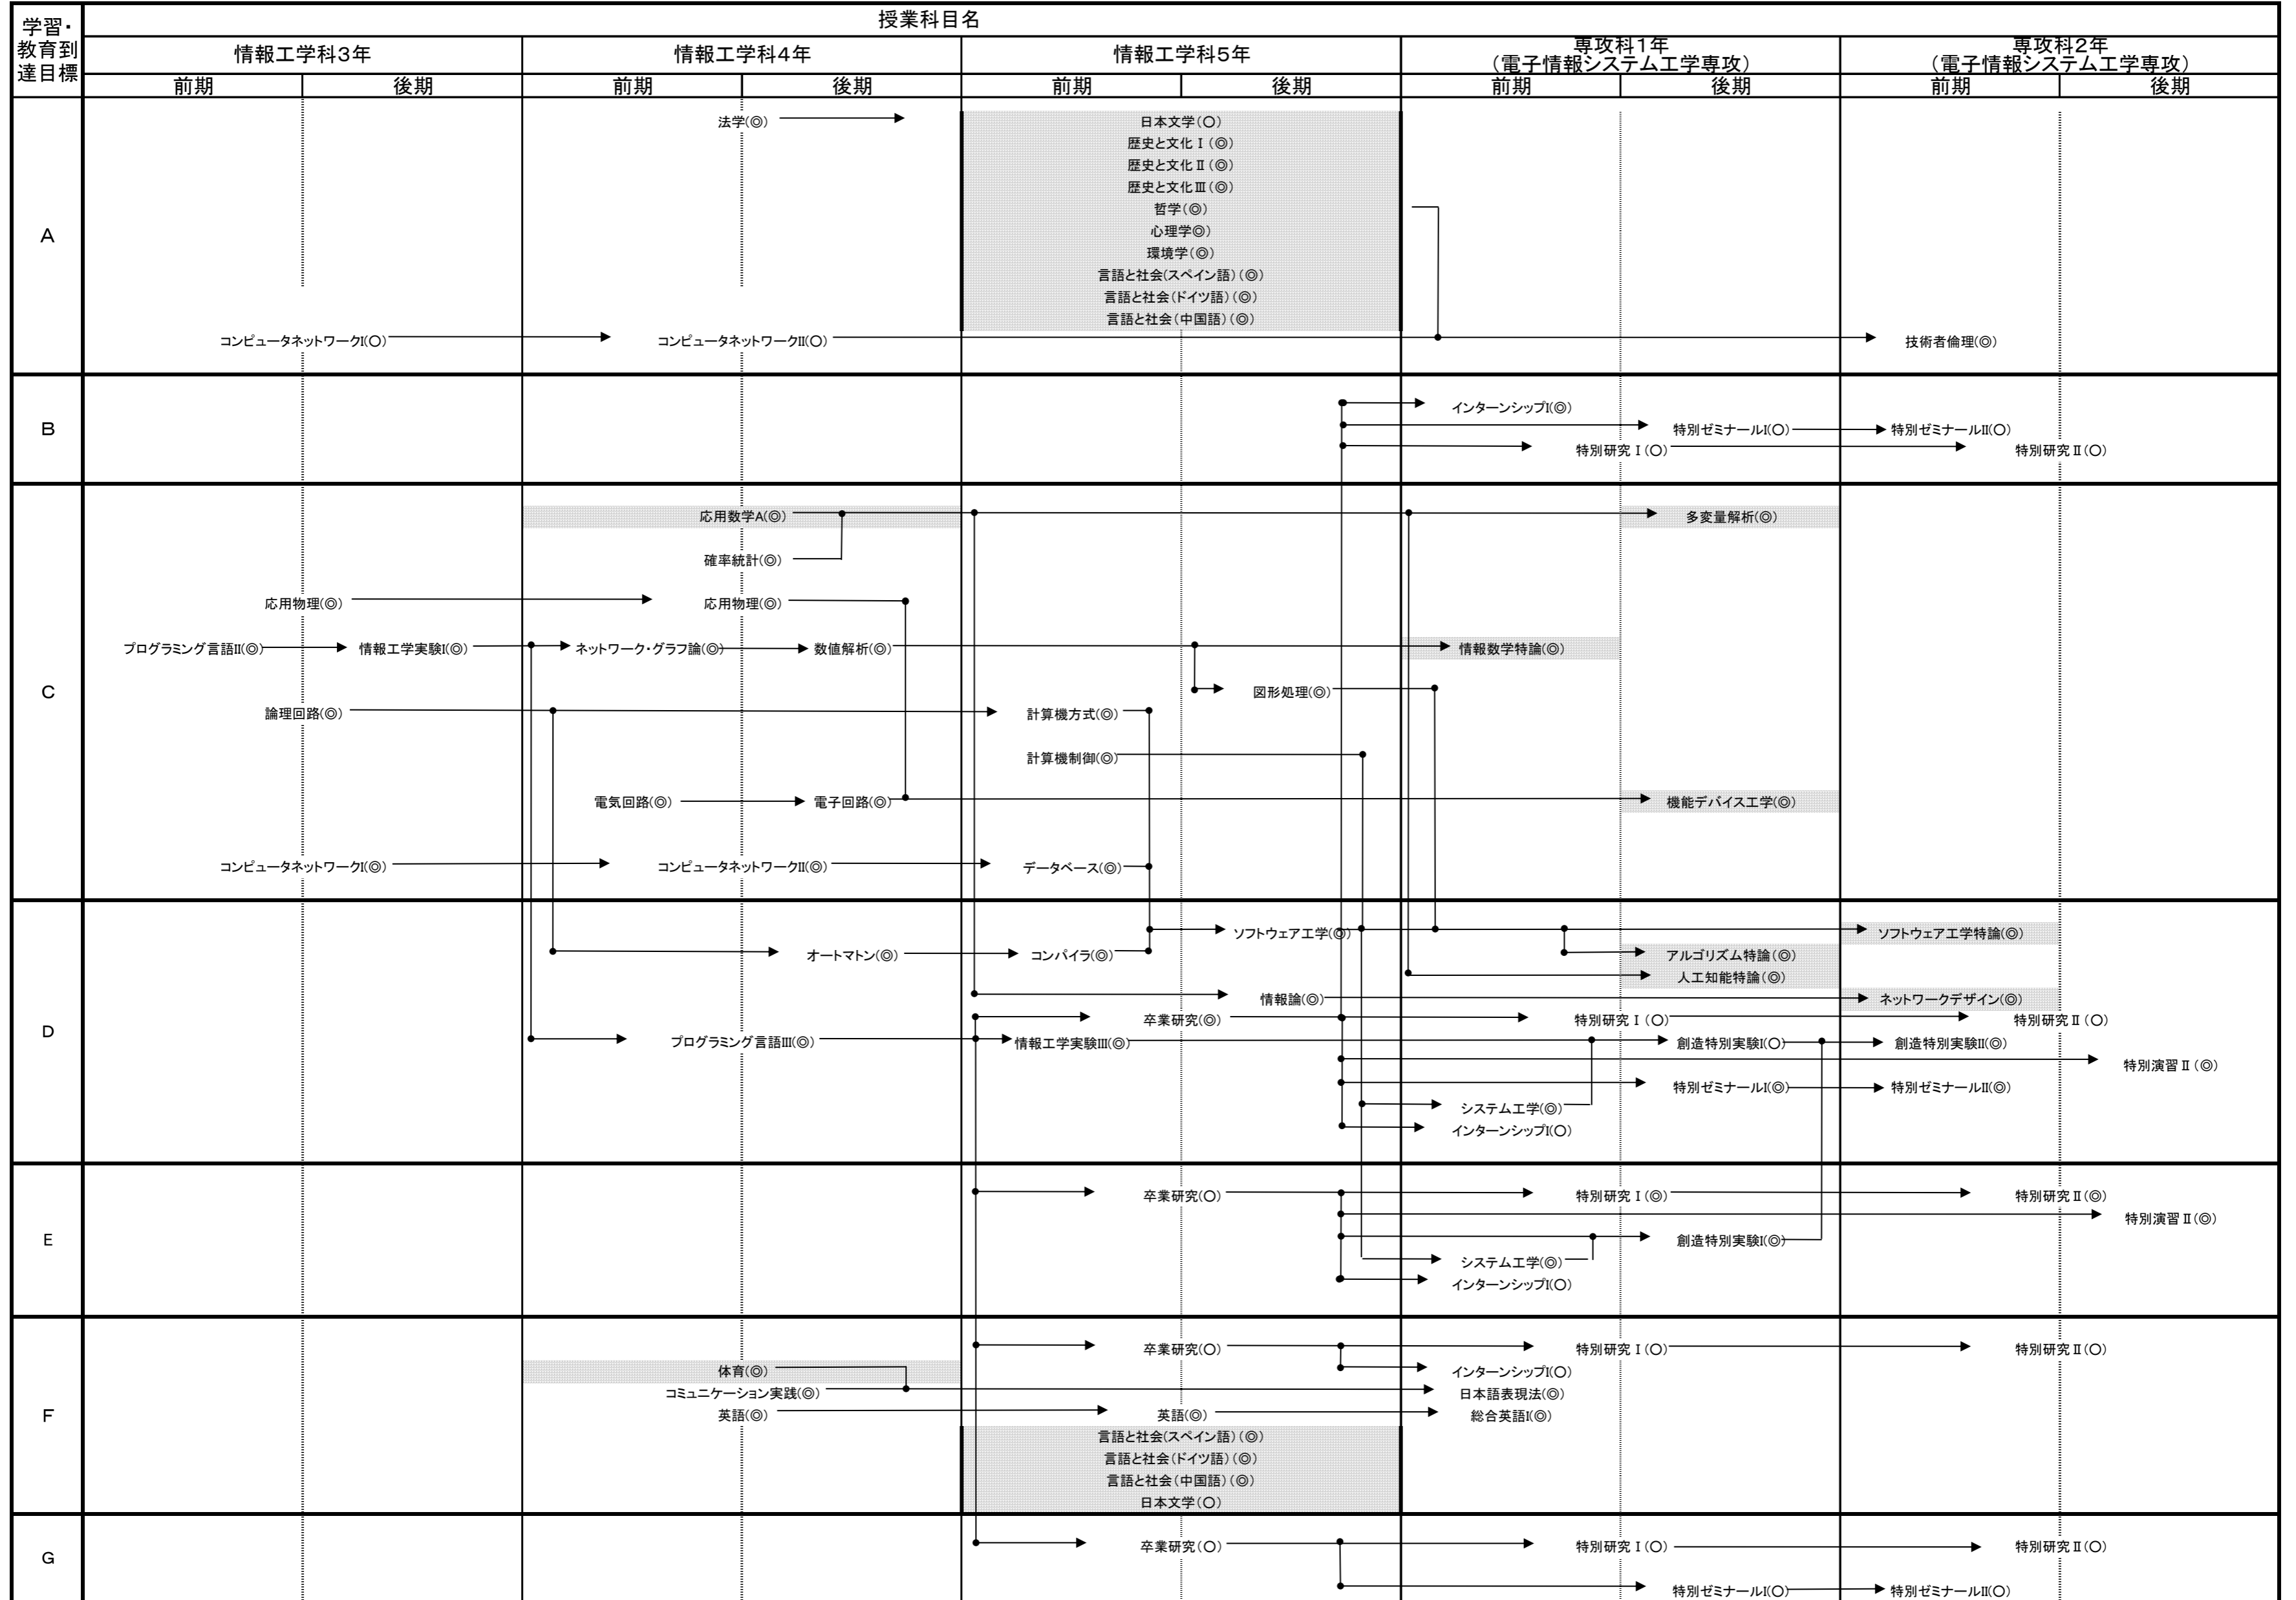 学習・
教育到
達目標
授業科目名
情報工学科3年
情報工学科4年
情報工学科5年
専攻科1年
(電子情報システム工学専攻)
専攻科2年
(電子情報システム工学専攻)
前期
後期
前期
後期
前期
後期
前期
後期
前期
後期
A
法学(◎)
日本文学(○)
歴史と文化Ⅰ(◎)
歴史と文化Ⅱ(◎)
歴史と文化Ⅲ(◎)
哲学(◎)
心理学◎)
環境学(◎)
言語と社会(スペイン語)(◎)
言語と社会(ドイツ語)(◎)
言語と社会(中国語)(◎)
コンピュータネットワークI(○)
コンピュータネットワークII(○)
技術者倫理(◎)
B
インターンシップI(◎)
特別ゼミナールI(○)
特別ゼミナールII(○)
特別研究Ⅰ(○)
特別研究Ⅱ(○)
C
応用数学A(◎)
多変量解析(◎)
確率統計(◎)
応用物理(◎)
応用物理(◎)
プログラミング言語II(◎)
情報工学実験I(◎)
ネットワーク・グラフ論(◎)
数値解析(◎)
情報数学特論(◎)
図形処理(◎)
論理回路(◎)
計算機方式(◎)
計算機制御(◎)
電気回路(◎)
電子回路(◎)
機能デバイス工学(◎)
コンピュータネットワークI(◎)
コンピュータネットワークII(◎)
データベース(◎)
D
ソフトウェア工学(◎)
ソフトウェア工学特論(◎)
オートマトン(◎)
コンパイラ(◎)
アルゴリズム特論(◎)
人工知能特論(◎)
情報論(◎)
ネットワークデザイン(◎)
卒業研究(◎)
特別研究Ⅰ(○)
特別研究Ⅱ(○)
プログラミング言語III(◎)
情報工学実験III(◎)
創造特別実験I(○)
創造特別実験II(◎)
特別演習Ⅱ(◎)
特別ゼミナールI(◎)
特別ゼミナールII(◎)
システム工学(◎)
インターンシップI(○)
E
卒業研究(○)
特別研究Ⅰ(◎)
特別研究Ⅱ(◎)
特別演習Ⅱ(◎)
創造特別実験I(◎)
システム工学(◎)
インターンシップI(○)
F
卒業研究(○)
特別研究Ⅰ(○)
特別研究Ⅱ(○)
体育(◎)
インターンシップI(○)
コミュニケーション実践(◎)
日本語表現法(◎)
英語(◎)
英語(◎)
総合英語I(◎)
言語と社会(スペイン語)(◎)
言語と社会(ドイツ語)(◎)
言語と社会(中国語)(◎)
日本文学(○)
G
卒業研究(○)
特別研究Ⅰ(○)
特別研究Ⅱ(○)
特別ゼミナールI(○)
特別ゼミナールII(○)